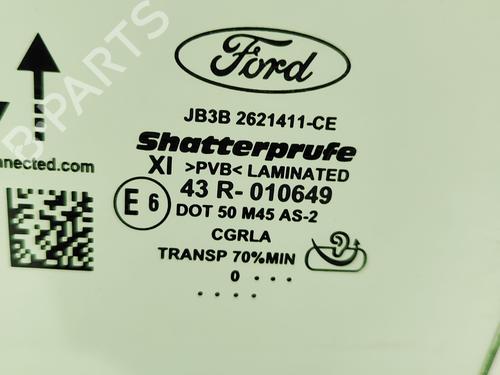 B-PARTS
Ford
JB3B 2621411-CE
Shatterprufe
XI >PVB< LAMINATED
nnected.com
43 R-010649
E 6
DOT 50 M45 AS-2
CGRLA
TRANSP 70%MIN
0 ....
....